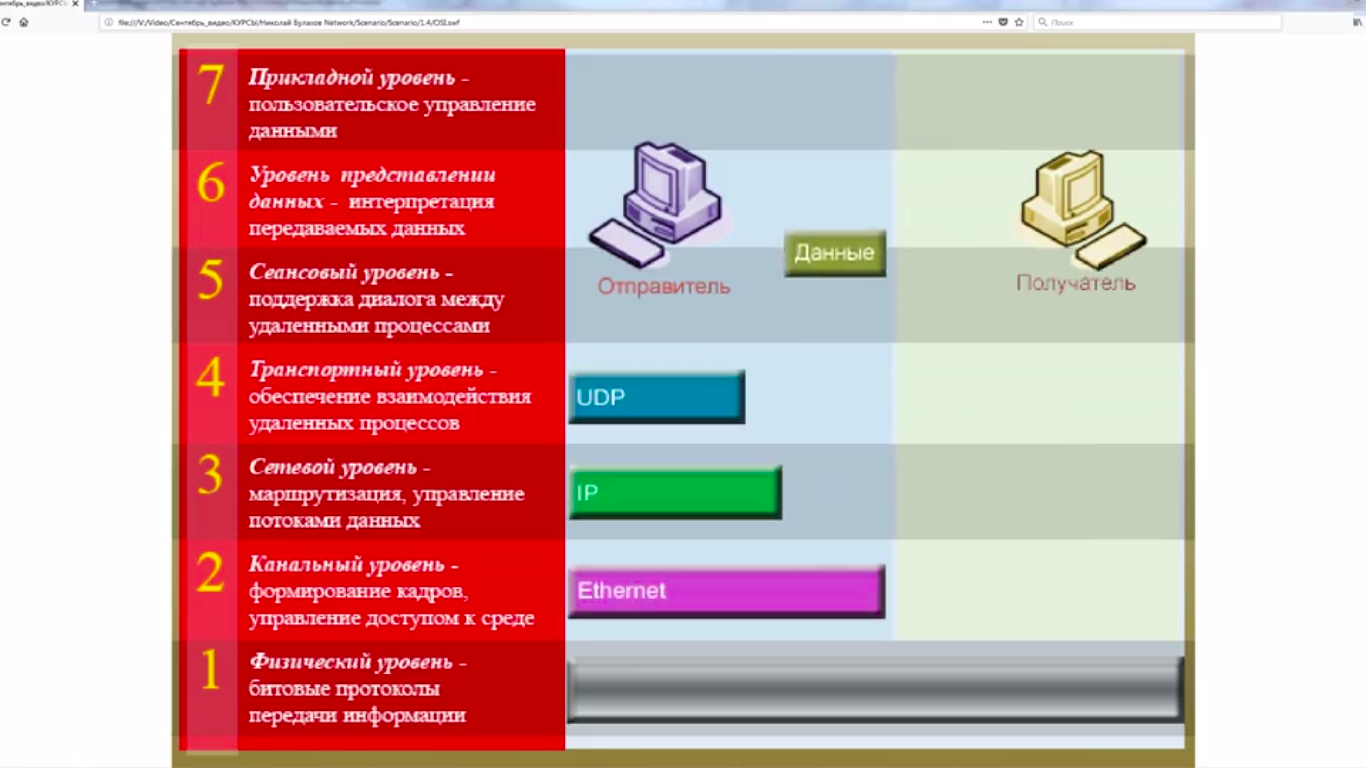 file:///V:/Video/Сентябрь_видео/КУРСЫ/Николай Булахов Network/Scenario/Scenario/1.4/OSI.swf
Поиск
7
Прикладной уровень -
пользовательское управление
данными
6
Уровень представлении
данных - интерпретация
передаваемых данных
5
Сеансовый уровень -
поддержка диалога между
удаленными процессами
4
Транспортный уровень -
обеспечение взаимодействия
удаленных процессов
3
Сетевой уровень -
маршрутизация, управление
потоками данных
2
Канальный уровень -
формирование кадров,
управление доступом к среде
1
Физический уровень -
битовые протоколы
передачи информации
Данные
Отправитель
Получатель
UDP
IP
Ethernet